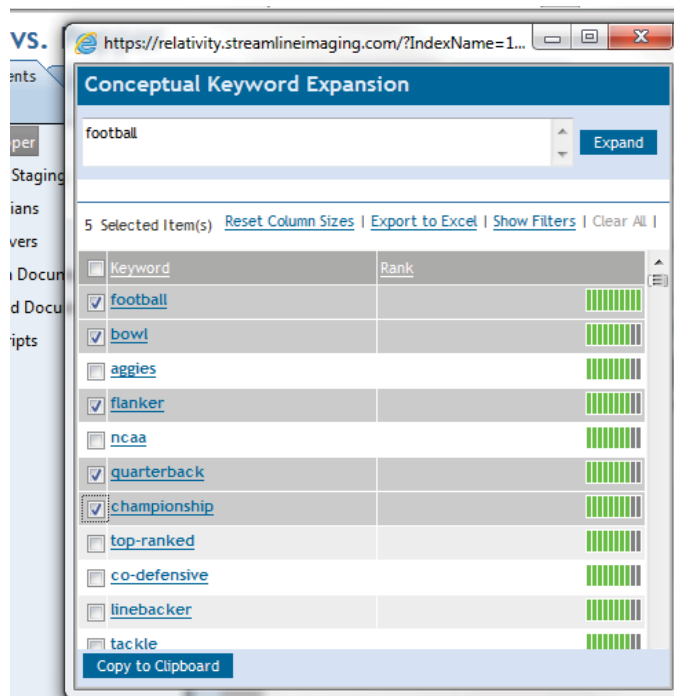 vs.
https://relativity.streamlineimaging.com/?IndexName=1...
ents
Conceptual Keyword Expansion
football
Expand
per
Staging
ians
vers
Docun
d Docu
ripts
5 Selected Item(s) Reset Column Sizes | Export to Excel | Show Filters | Clear All |
Keyword Rank
football
bowl
aggies
flanker
ncaa
quarterback
championship
top-ranked
co-defensive
linebacker
tackle
Copy to Clipboard